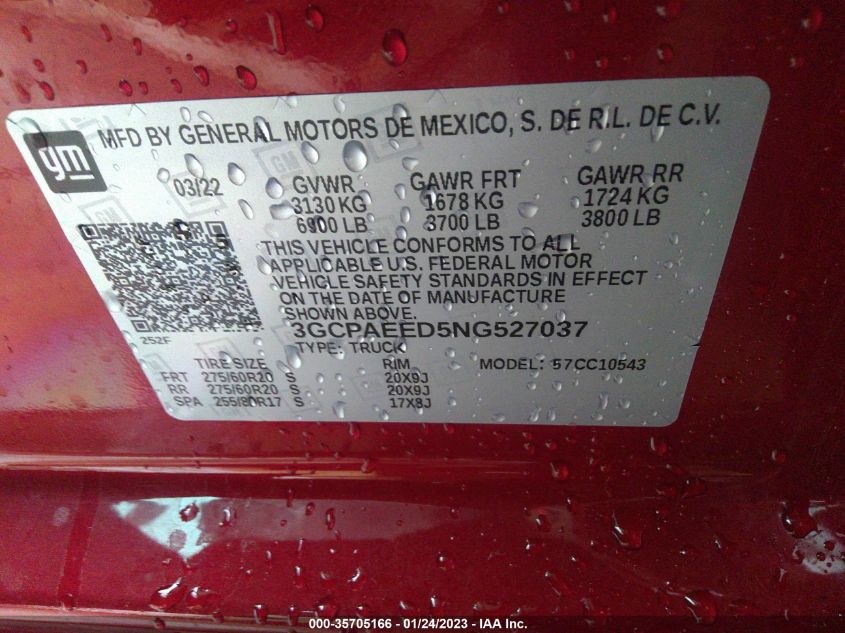 gm
MFD BY GENERAL MOTORS DE MEXICO, S. DE R.L. DE C.V.
03/22 GVWR GAWR FRT GAWR RR
3130 KG 1678 KG 1724 KG
6900 LB 3700 LB 3800 LB
THIS VEHICLE CONFORMS TO ALL
APPLICABLE U.S. FEDERAL MOTOR
VEHICLE SAFETY STANDARDS IN EFFECT
ON THE DATE OF MANUFACTURE
SHOWN ABOVE.
252F
3GCPAEED5NG527037
TYPE: TRUCK MODEL: 57CC10543
TIRE SIZE RIM
FRT 275/60R20 S 20X9J
RR 275/60R20 S 20X9J
SPA 255/80R17 S 17X8J
000-35705166 - 01/24/2023 - IAA Inc.